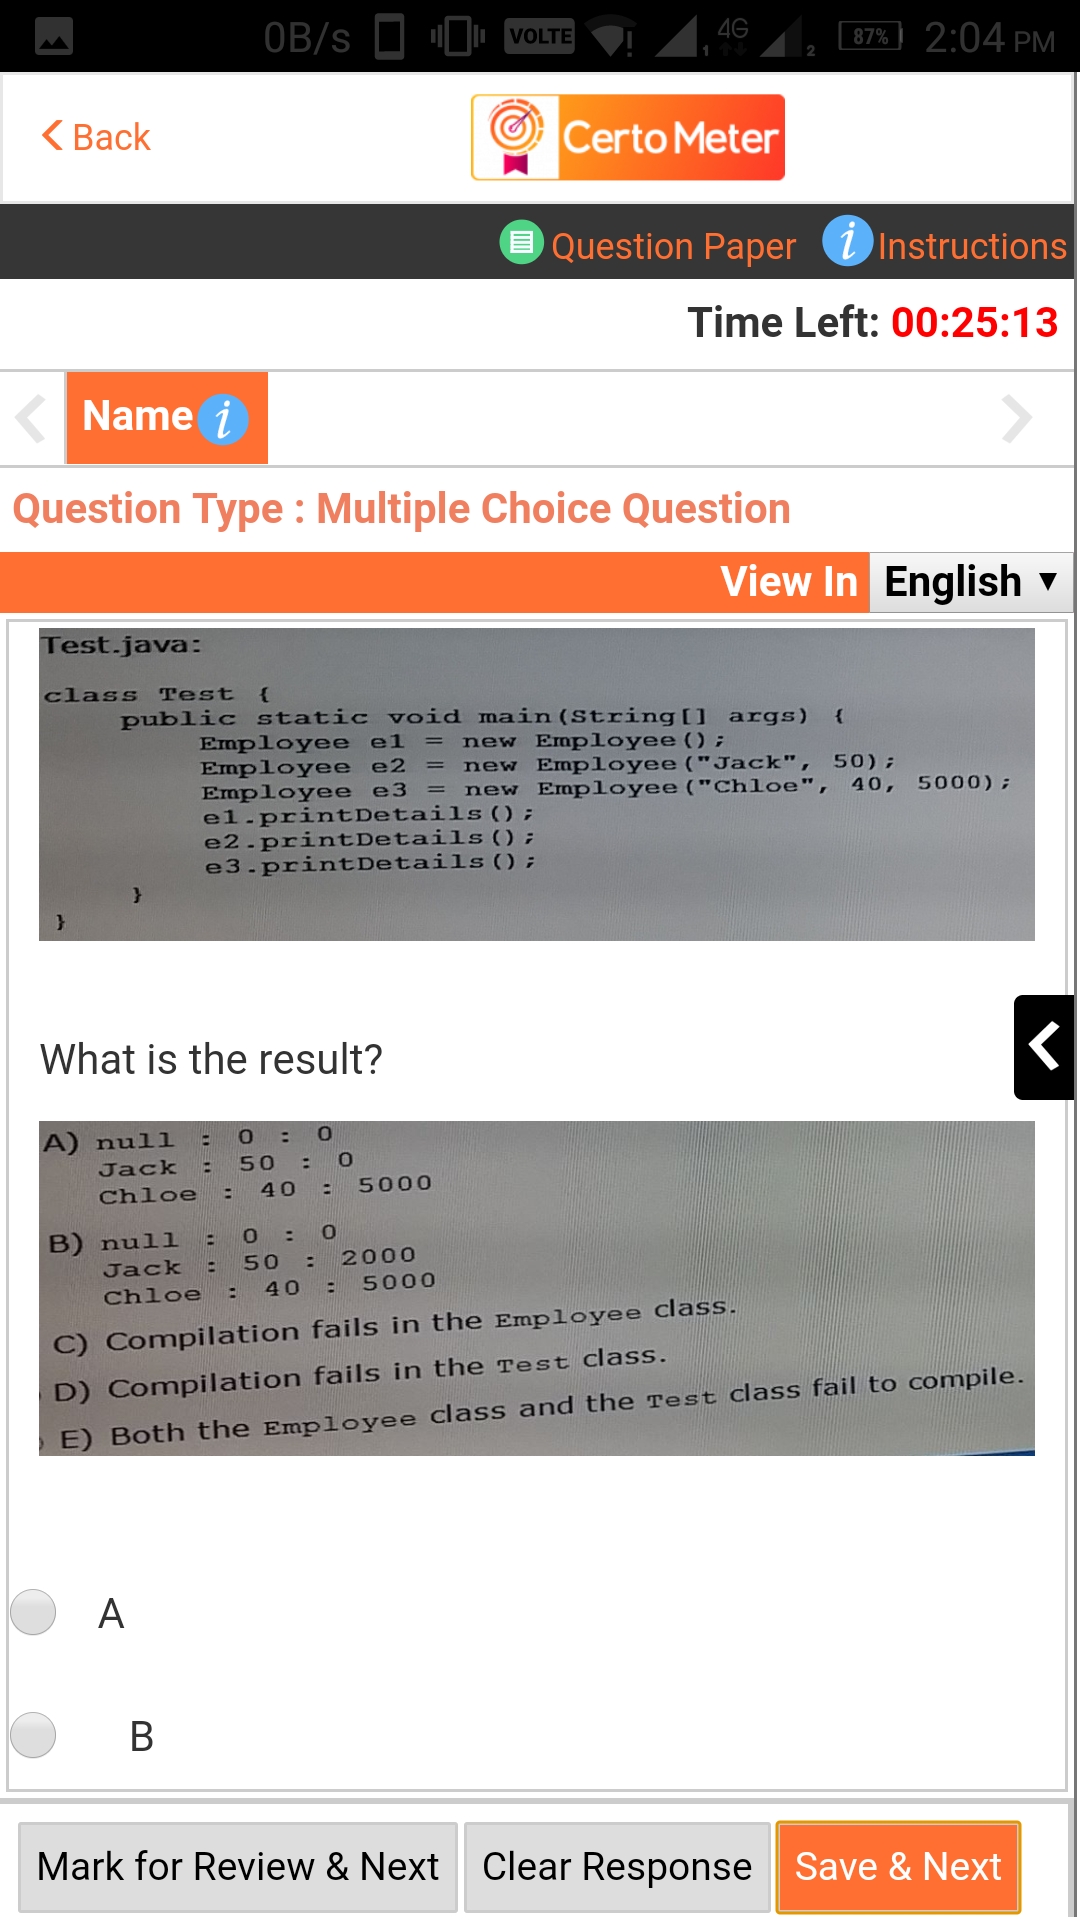 0B/s VOLTE 4G 1 2 87% 2:04 PM
Back
Certo Meter
Question Paper i Instructions
Time Left: 00:25:13
Name i
Question Type : Multiple Choice Question
View In English ▼
Test.java:
class Test {
public static void main(String[] args) {
Employee e1 = new Employee();
Employee e2 = new Employee("Jack", 50);
Employee e3 = new Employee("Chloe", 40, 5000);
e1.printDetails();
e2.printDetails();
e3.printDetails();
}
}
What is the result?
A) null : 0 : 0
Jack : 50 : 0
Chloe : 40 : 5000
B) null : 0 : 0
Jack : 50 : 2000
Chloe : 40 : 5000
C) Compilation fails in the Employee class.
D) Compilation fails in the Test class.
E) Both the Employee class and the Test class fail to compile.
A
B
Mark for Review & Next Clear Response Save & Next